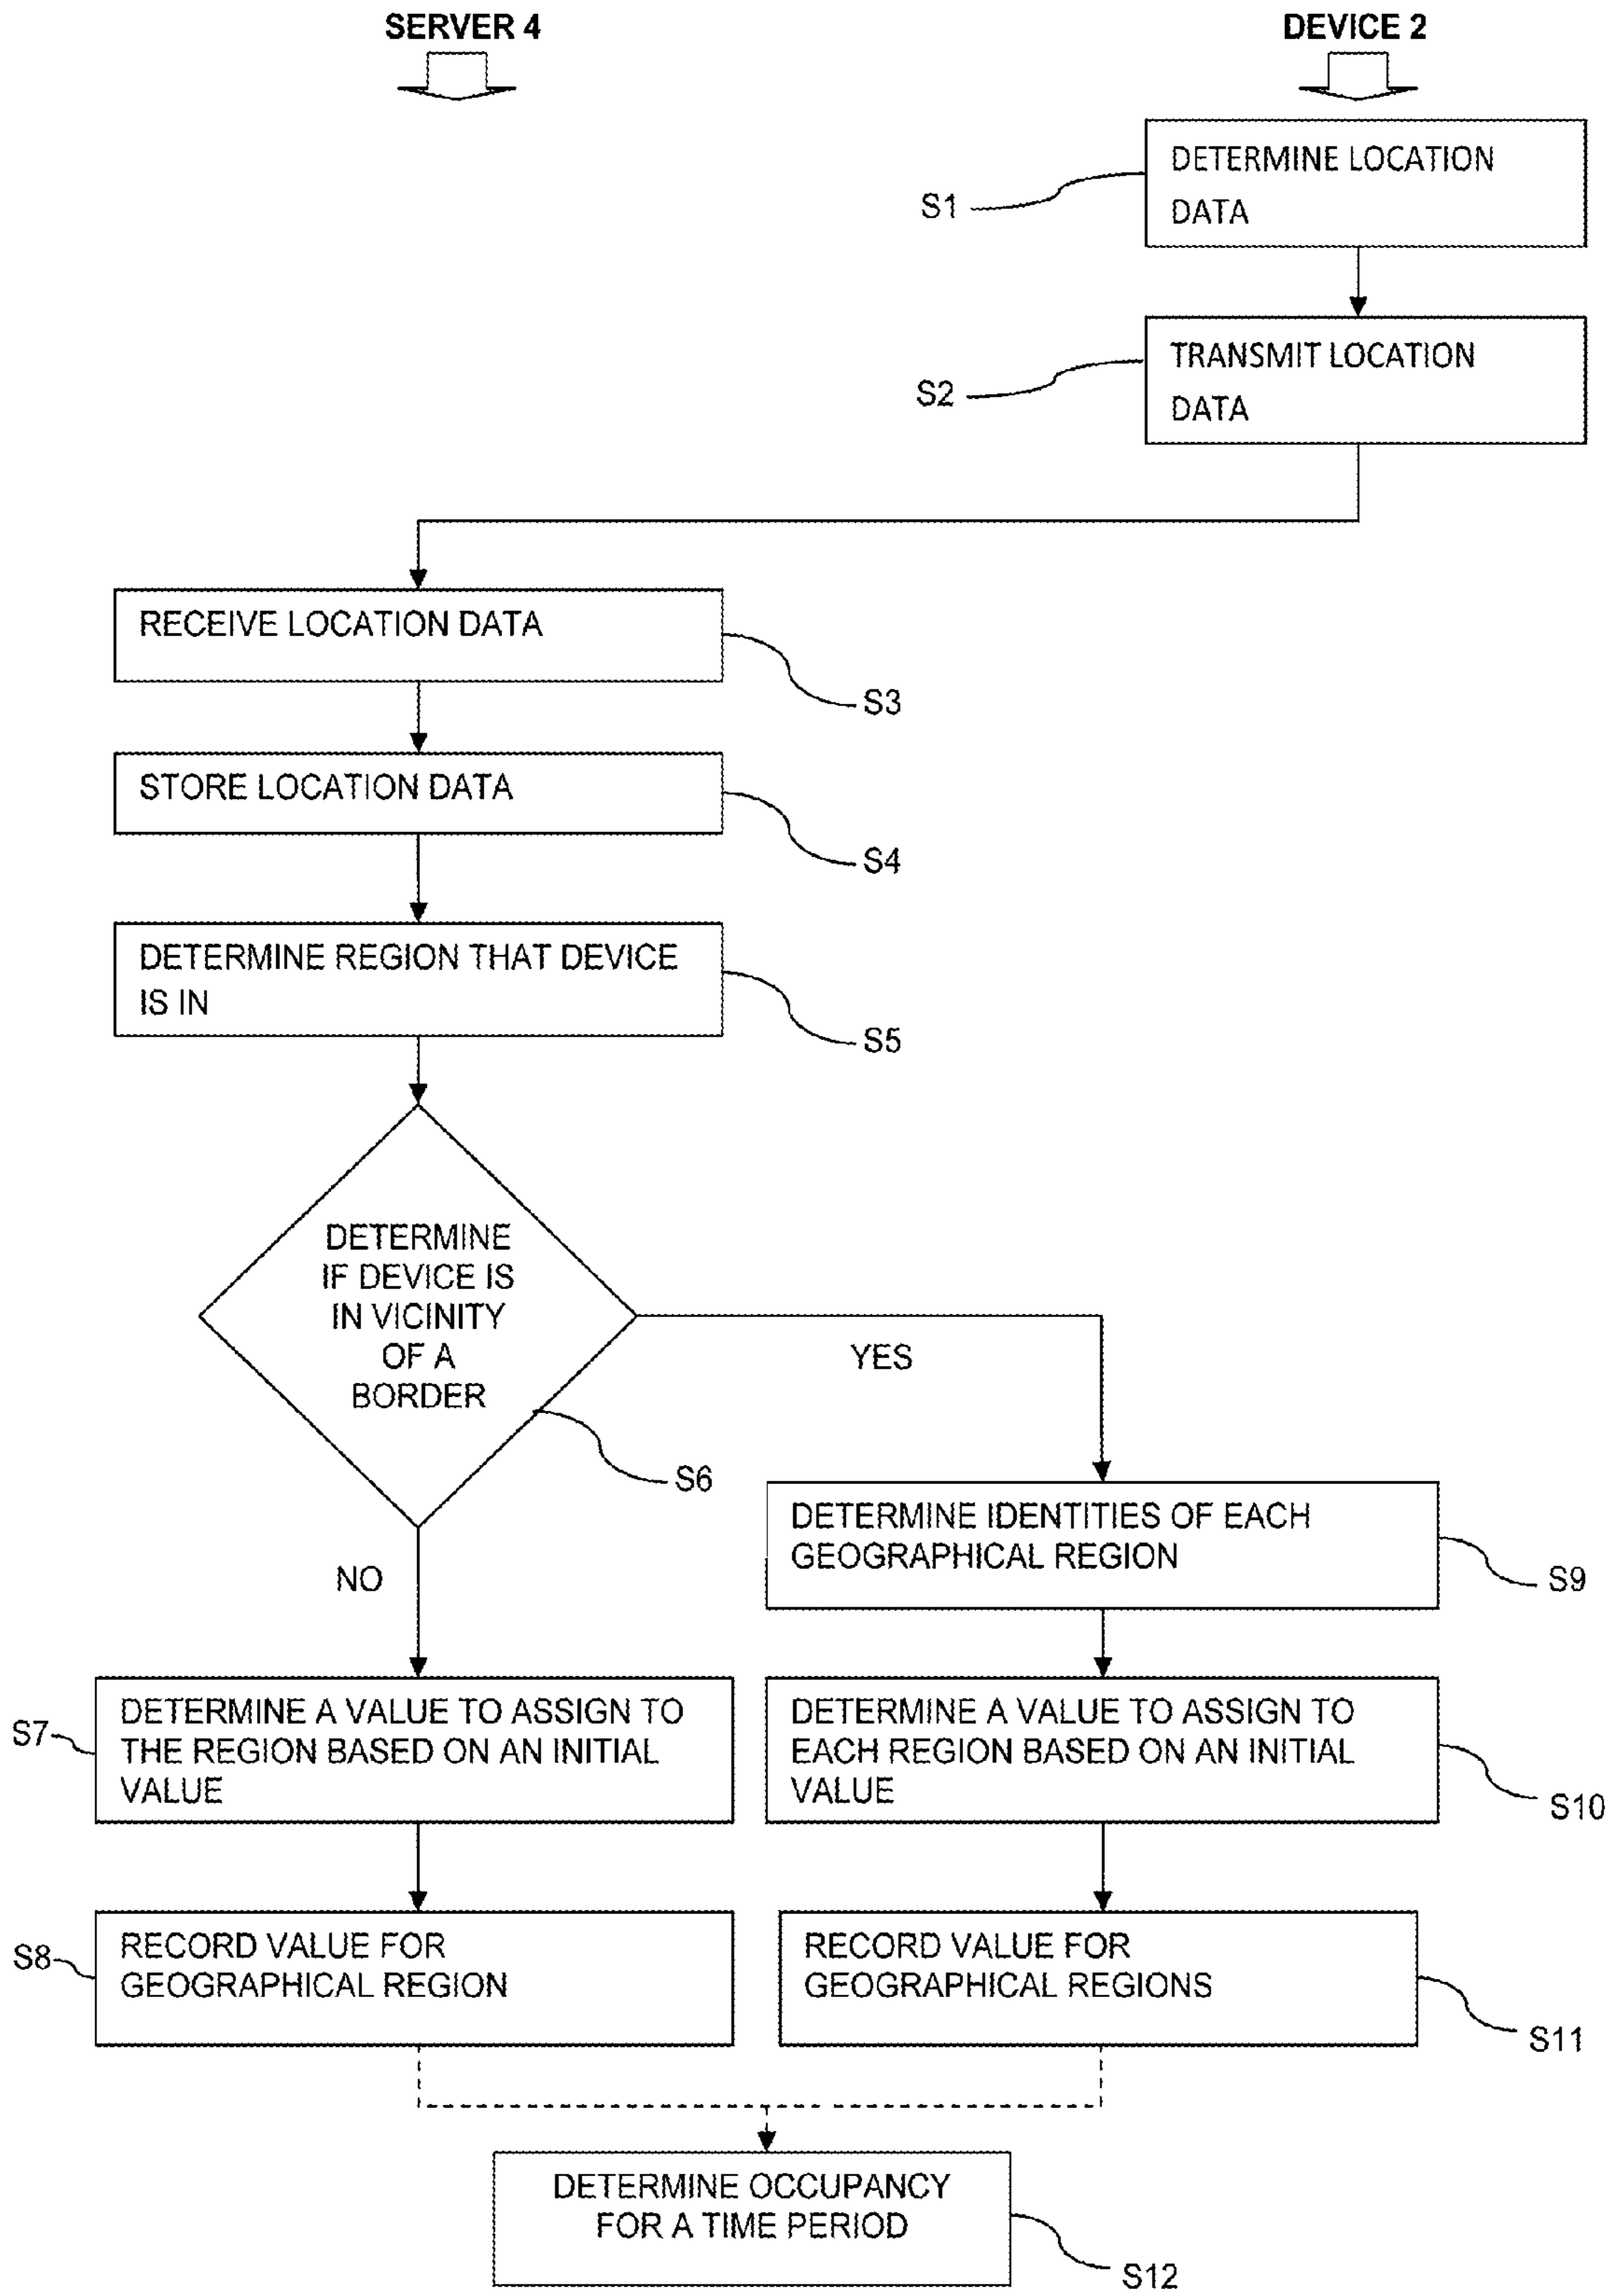 SERVER 4
DEVICE 2
DETERMINE LOCATION
DATA
S1
TRANSMIT LOCATION
DATA
S2
RECEIVE LOCATION DATA
S3
STORE LOCATION DATA
S4
DETERMINE REGION THAT DEVICE
IS IN
S5
DETERMINE
IF DEVICE IS
IN VICINITY
OF A
BORDER
YES
S6
NO
DETERMINE IDENTITIES OF EACH
GEOGRAPHICAL REGION
S9
S7
DETERMINE A VALUE TO ASSIGN TO
THE REGION BASED ON AN INITIAL
VALUE
DETERMINE A VALUE TO ASSIGN TO
EACH REGION BASED ON AN INITIAL
VALUE
S10
S8
RECORD VALUE FOR
GEOGRAPHICAL REGION
RECORD VALUE FOR
GEOGRAPHICAL REGIONS
S11
DETERMINE OCCUPANCY
FOR A TIME PERIOD
S12